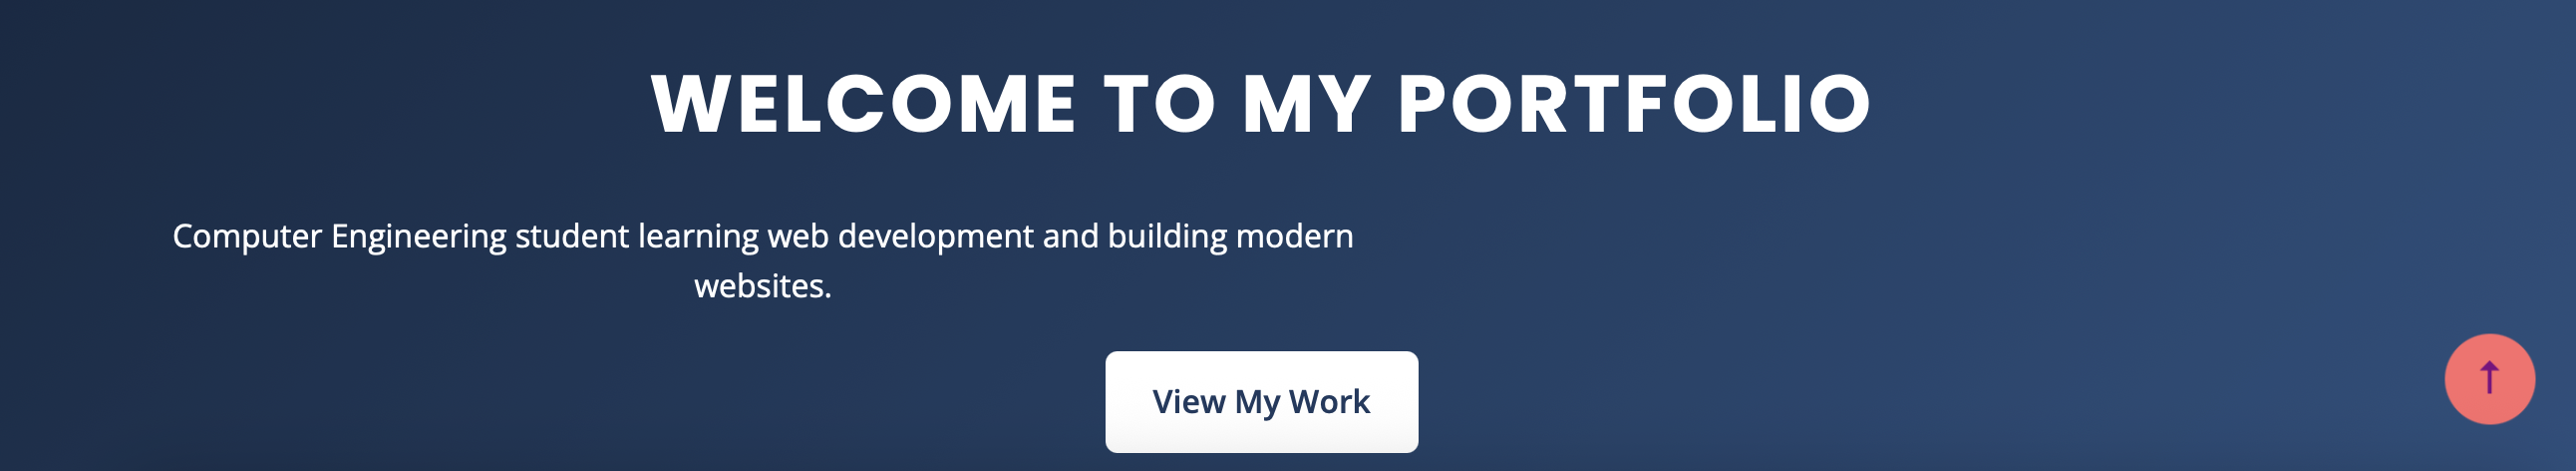 WELCOME TO MY PORTFOLIO
Computer Engineering student learning web development and building modern
websites.
View My Work
↑